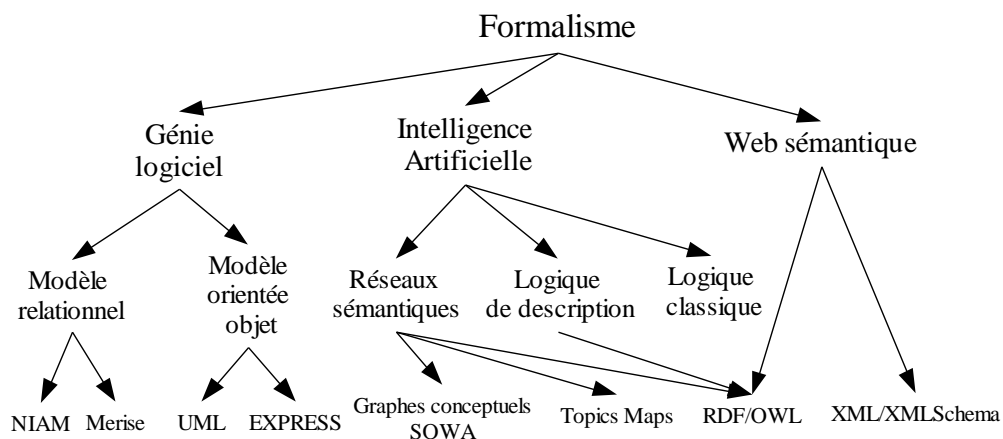 Formalisme
Génie
logiciel
Intelligence
Artificielle
Web sémantique
Modèle
relationnel
Modèle
orientée
objet
Réseaux
sémantiques
Logique
de description
Logique
classique
NIAM
Merise
UML
EXPRESS
Graphes conceptuels
SOWA
Topics Maps
RDF/OWL
XML/XMLSchema